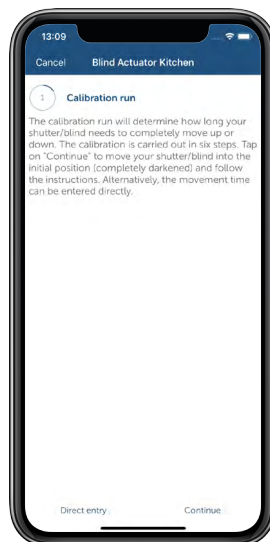 13:09
Cancel Blind Actuator Kitchen
1 Calibration run
The calibration run will determine how long your
shutter/blind needs to completely move up or
down. The calibration is carried out in six steps. Tap
on "Continue" to move your shutter/blind into the
initial position (completely darkened) and follow
the instructions. Alternatively, the movement time
can be entered directly.
Direct entry Continue